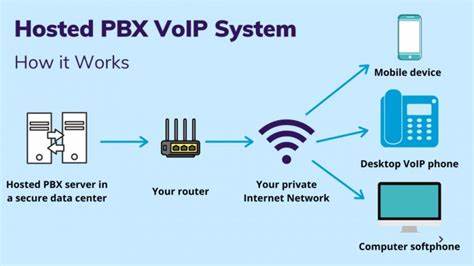 Hosted PBX VoIP System
How it Works
Mobile device
Desktop VoIP phone
Hosted PBX server in
a secure data center
Your router
Your private
Internet Network
Computer softphone